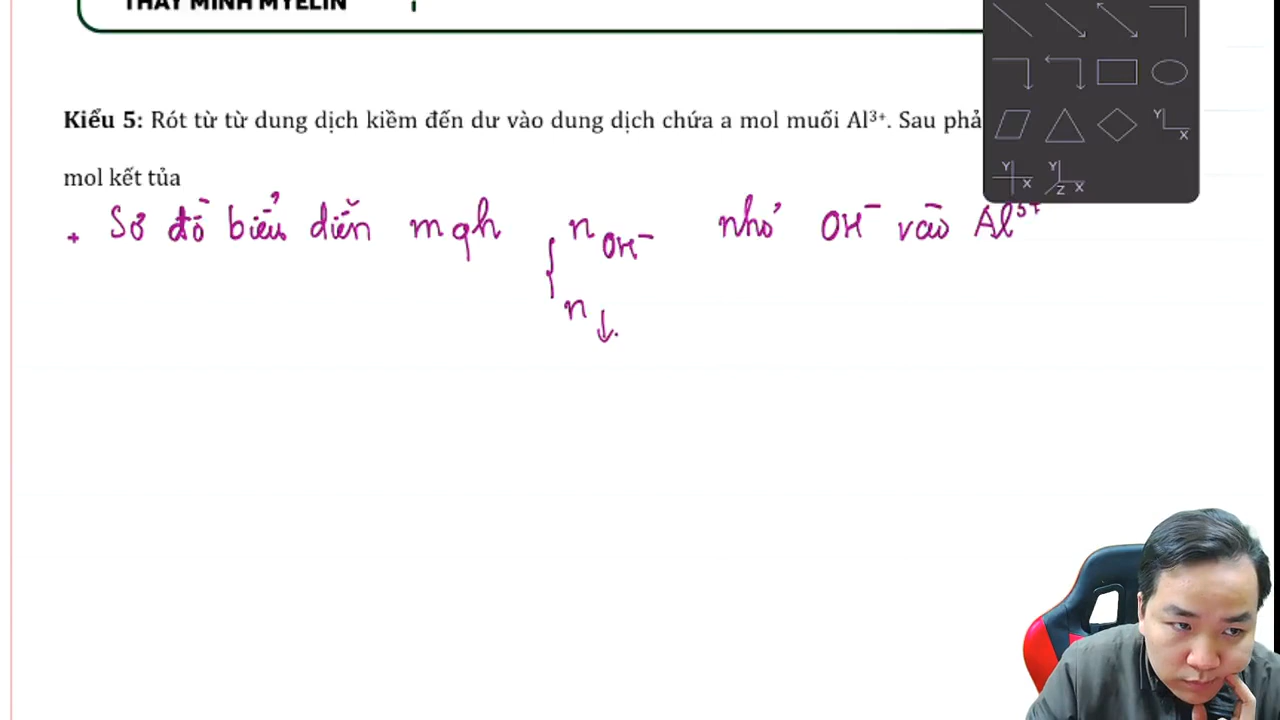 THẦY MINH MYELIN
Kiểu 5: Rót từ từ dung dịch kiềm đến dư vào dung dịch chứa a mol muối Al³⁺. Sau phả
mol kết tủa
+ Sơ đồ biểu diễn mqh { n OH⁻ nhỏ OH⁻ vào Al³⁺
n↓.
Y
X
Y
X
Y
Z X